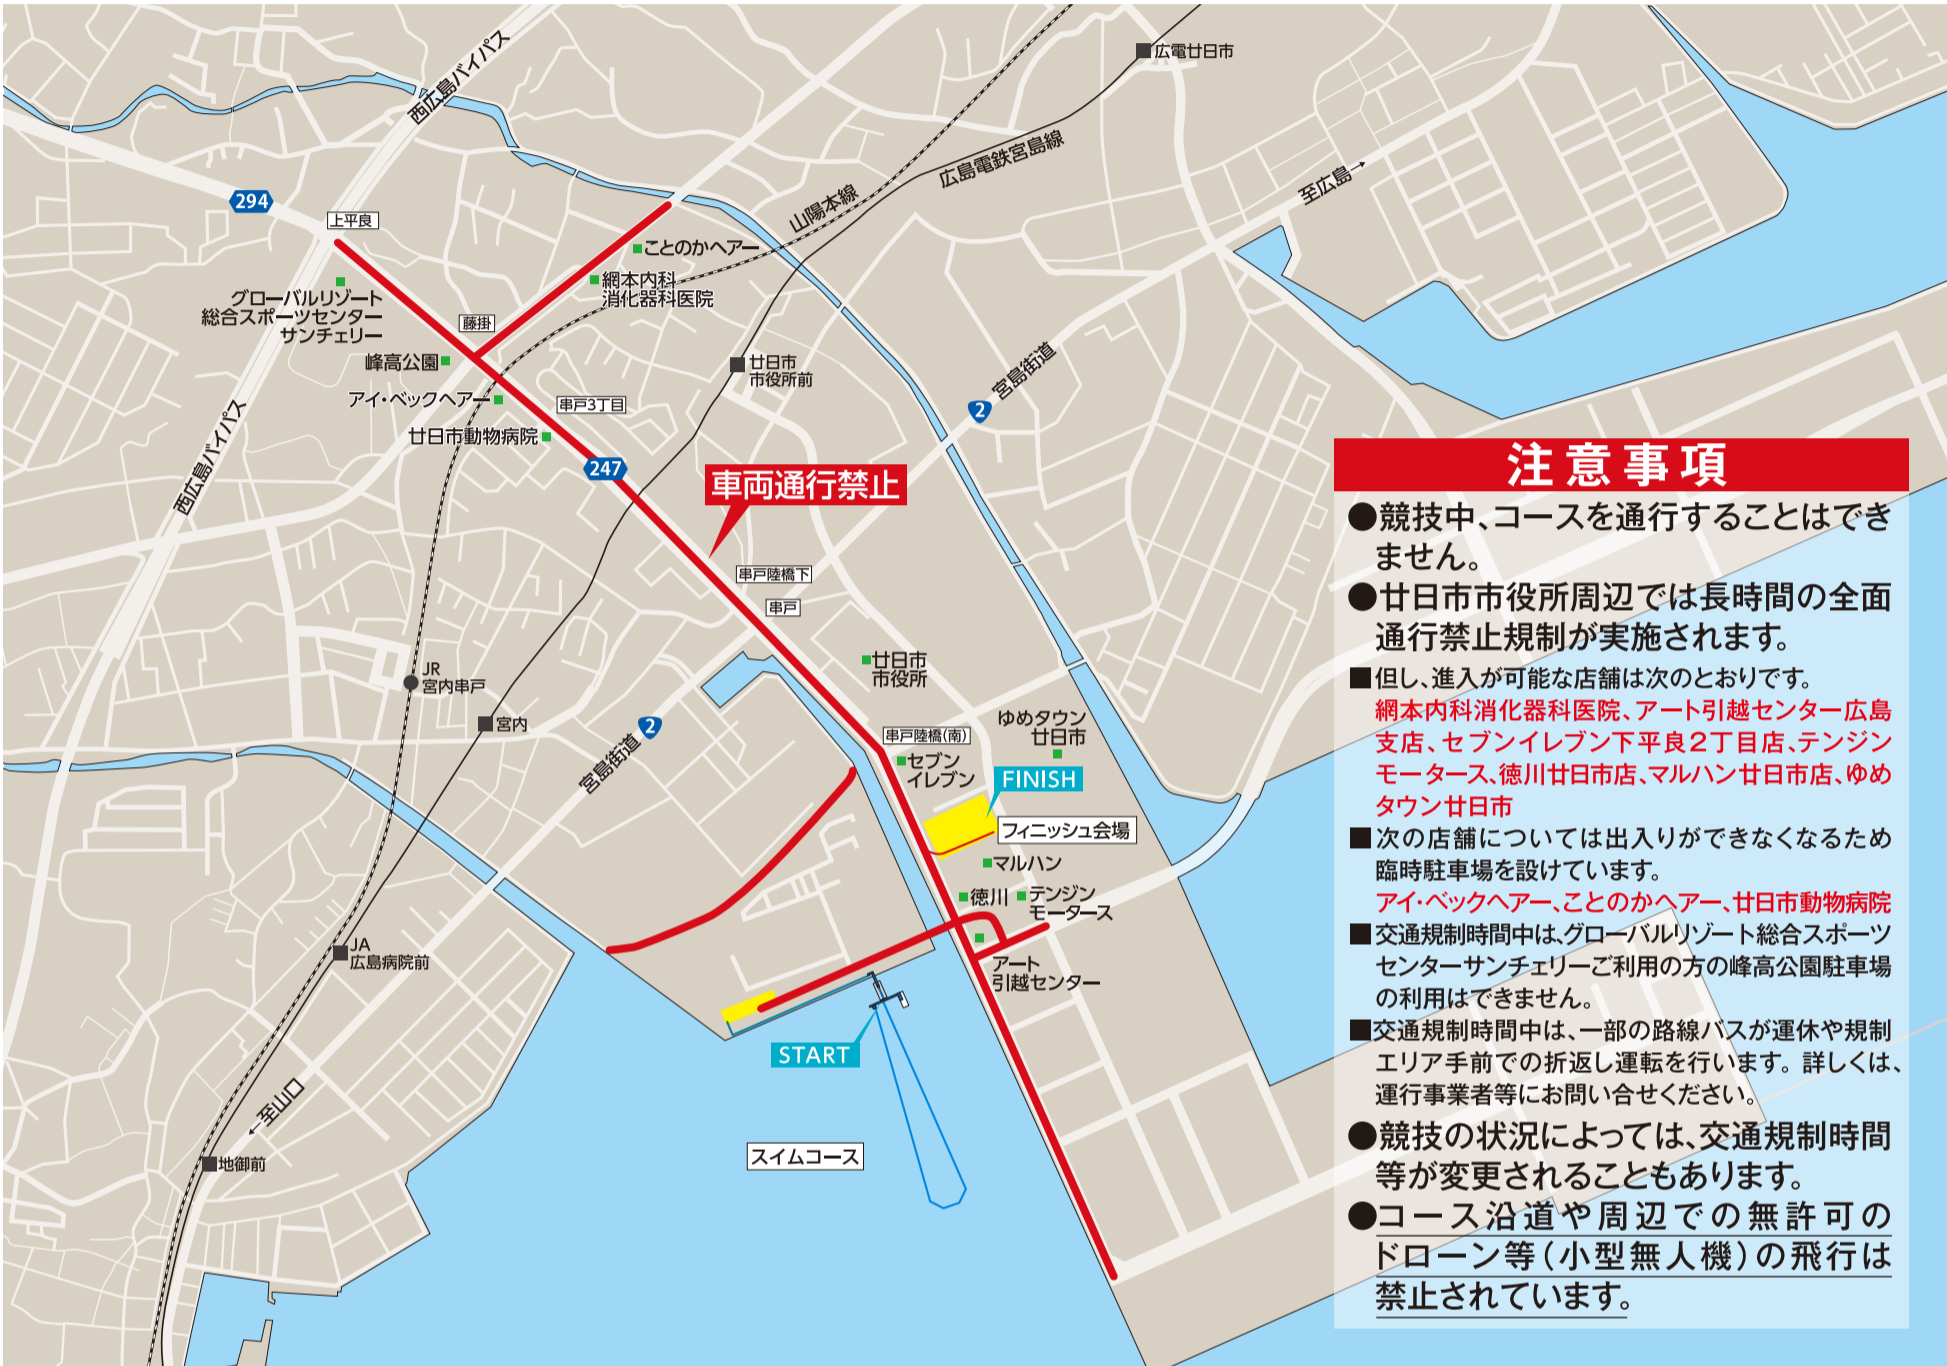 西広島バイパス
広電廿日市
広島電鉄宮島線
山陽本線
至広島→
294
上平良
ことのかヘアー
網本内科
消化器科医院
グローバルリゾート
総合スポーツセンター
サンチェリー
藤掛
峰高公園
廿日市
市役所前
宮島街道
2
アイ・ベックヘアー
串戸3丁目
廿日市動物病院
西広島バイパス
247
車両通行禁止
串戸陸橋下
串戸
JR
宮内串戸
廿日市
市役所
宮内
2
宮島街道
ゆめタウン
廿日市
串戸陸橋(南)
セブン
イレブン
FINISH
フィニッシュ会場
マルハン
徳川
テンジン
モータース
JA
広島病院前
アート
引越センター
START
←至山口
スイムコース
地御前
注意事項
●競技中、コースを通行することはでき
ません。
●廿日市市役所周辺では長時間の全面
通行禁止規制が実施されます。
■但し、進入が可能な店舗は次のとおりです。
網本内科消化器科医院、アート引越センター広島
支店、セブンイレブン下平良2丁目店、テンジン
モータース、徳川廿日市店、マルハン廿日市店、ゆめ
タウン廿日市
■次の店舗については出入りができなくなるため
臨時駐車場を設けています。
アイ・ベックヘアー、ことのかヘアー、廿日市動物病院
■交通規制時間中は、グローバルリゾート総合スポーツ
センターサンチェリーご利用の方の峰高公園駐車場
の利用はできません。
■交通規制時間中は、一部の路線バスが運休や規制
エリア手前での折返し運転を行います。詳しくは、
運行事業者等にお問い合せください。
●競技の状況によっては、交通規制時間
等が変更されることもあります。
●コース沿道や周辺での無許可の
ドローン等(小型無人機)の飛行は
禁止されています。